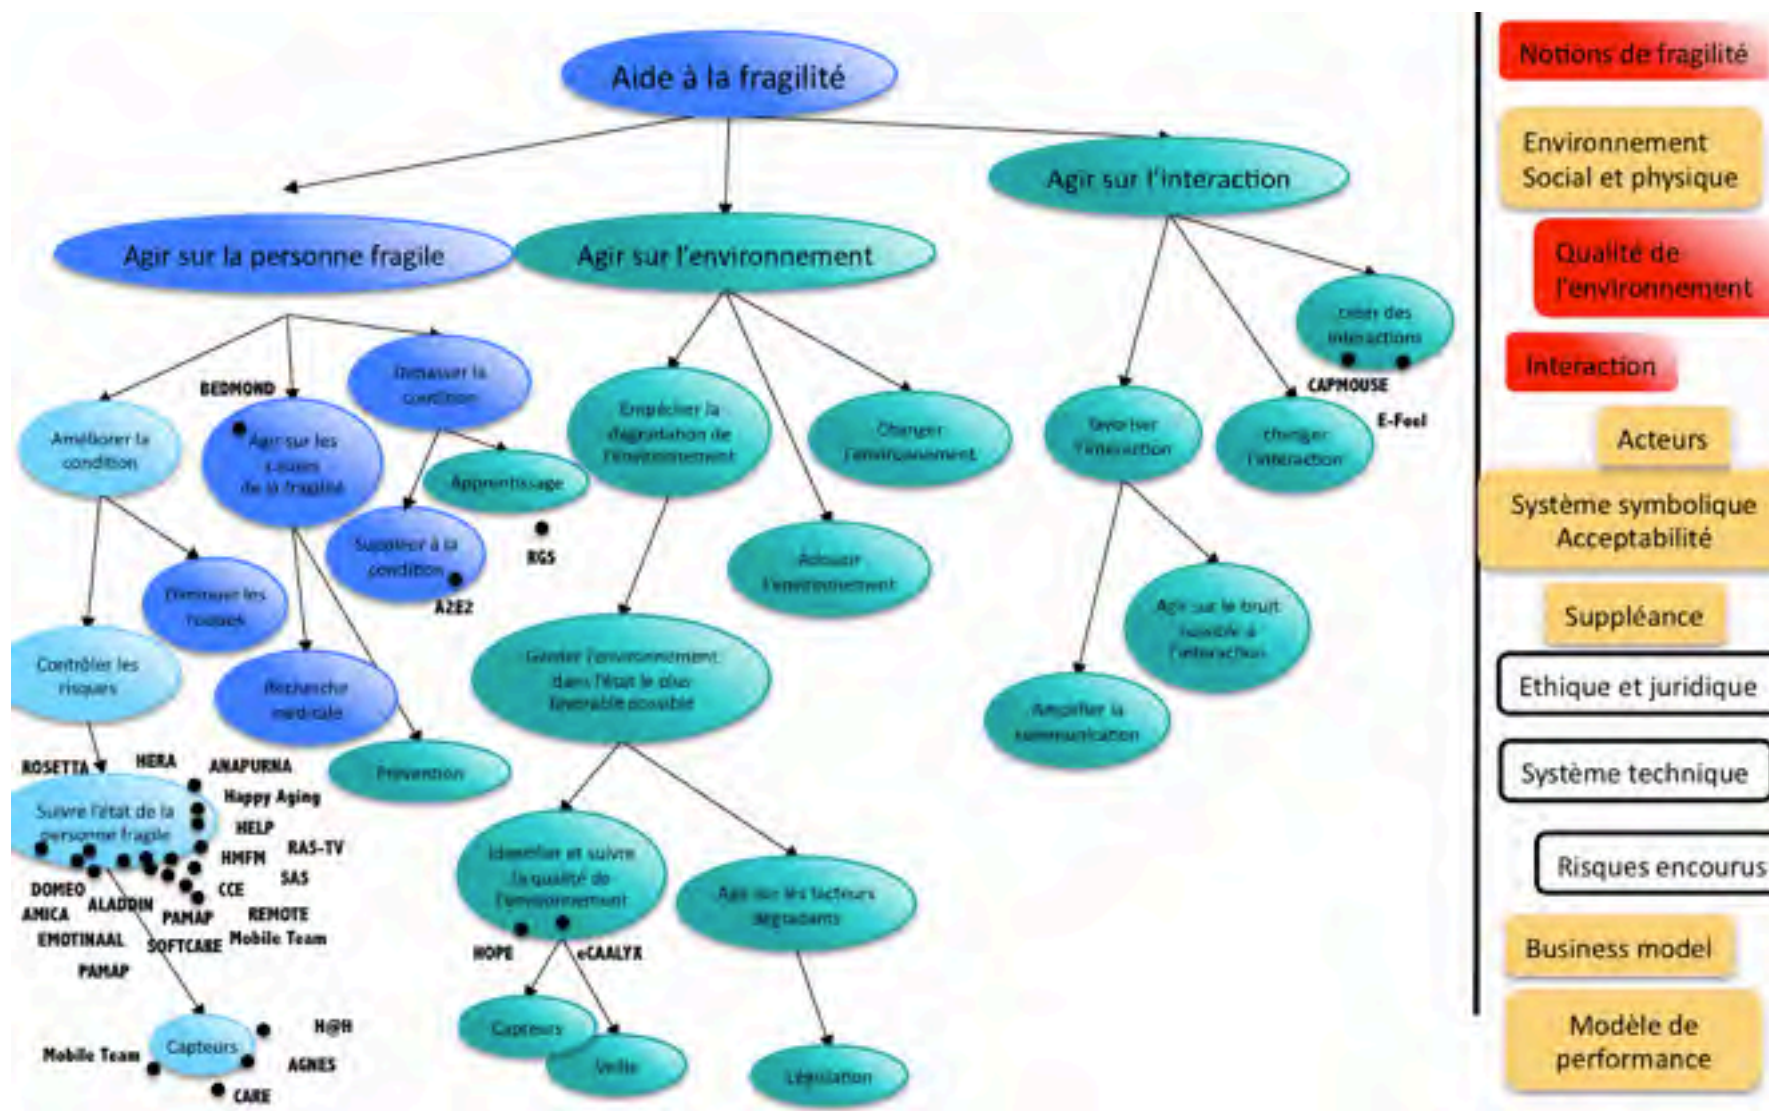 Aide à la fragilité
Agir sur l'interaction
Agir sur la personne fragile
Agir sur l'environnement
créer des
interactions
CAPMOUSE
E-Feel
BEDMOND
condition
Améliorer la
condition
Agir sur les
causes
de la fragilité
Apprentissage
Suppléer à la
condition
A2E2
RGS
Diminuer les
risques
Contrôler les
risques
Recherche
médicale
Prévention
Empêcher la
dégradation de
l'environnement
Changer
l'environnement
Adoucir
l'environnement
favoriser
l'interaction
changer
l'interaction
Garder l'environnement
dans l'état le plus
favorable possible
Agir sur le bruit
nuisible à
l'interaction
Amplifier la
communication
ROSETTA
HERA
ANAPURNA
Happy Aging
HELP
RAS-TV
HMFM
SAS
CCE
Suivre l'état de la
personne fragile
DOMEO
ALADDIN
AMICA
PAMAP
REMOTE
EMOTINAAL
SOFTCARE
Mobile Team
PAMAP
Identifier et suivre
la qualité de
l'environnement
Agir sur les facteurs
dégradants
HOPE
eCAALYX
Capteurs
H@H
Mobile Team
AGNES
CARE
Capteurs
Veille
Législation
Notions de fragilité
Environnement
Social et physique
Qualité de
l'environnement
Interaction
Acteurs
Système symbolique
Acceptabilité
Suppléance
Ethique et juridique
Système technique
Risques encourus
Business model
Modèle de
performance